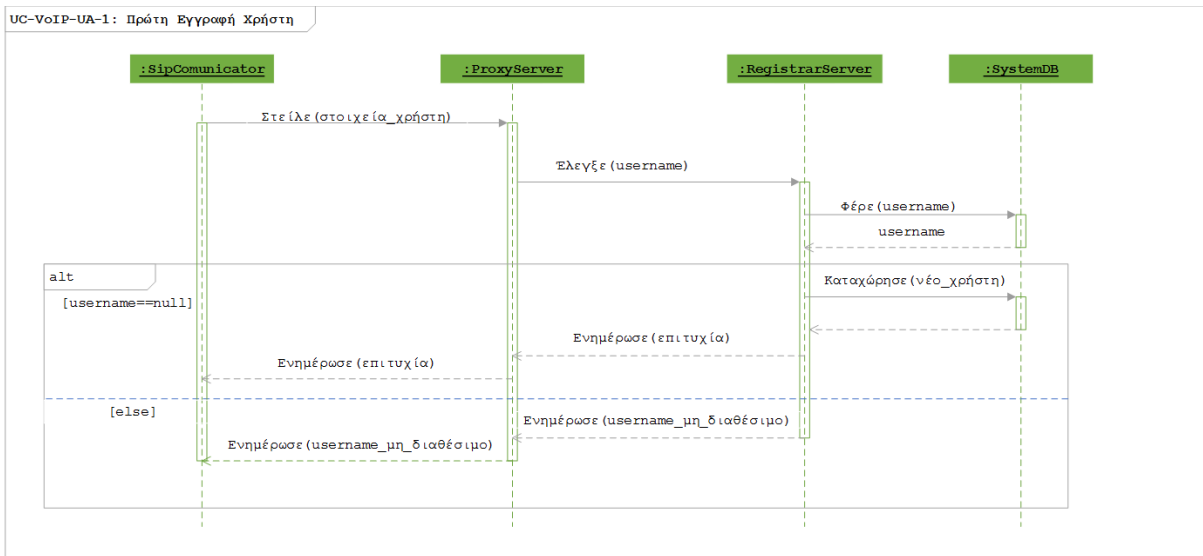 UC-VoIP-UA-1: Πρώτη Εγγραφή Χρήστη
:SipComunicator
:ProxyServer
:RegistrarServer
:SystemDB
Στείλε(στοιχεία_χρήστη)
Έλεγξε(username)
Φέρε(username)
username
alt
Καταχώρησε(νέο_χρήστη)
[username==null]
Ενημέρωσε(επιτυχία)
Ενημέρωσε(επιτυχία)
[else]
Ενημέρωσε(username_μη_διαθέσιμο)
Ενημέρωσε(username_μη_διαθέσιμο)